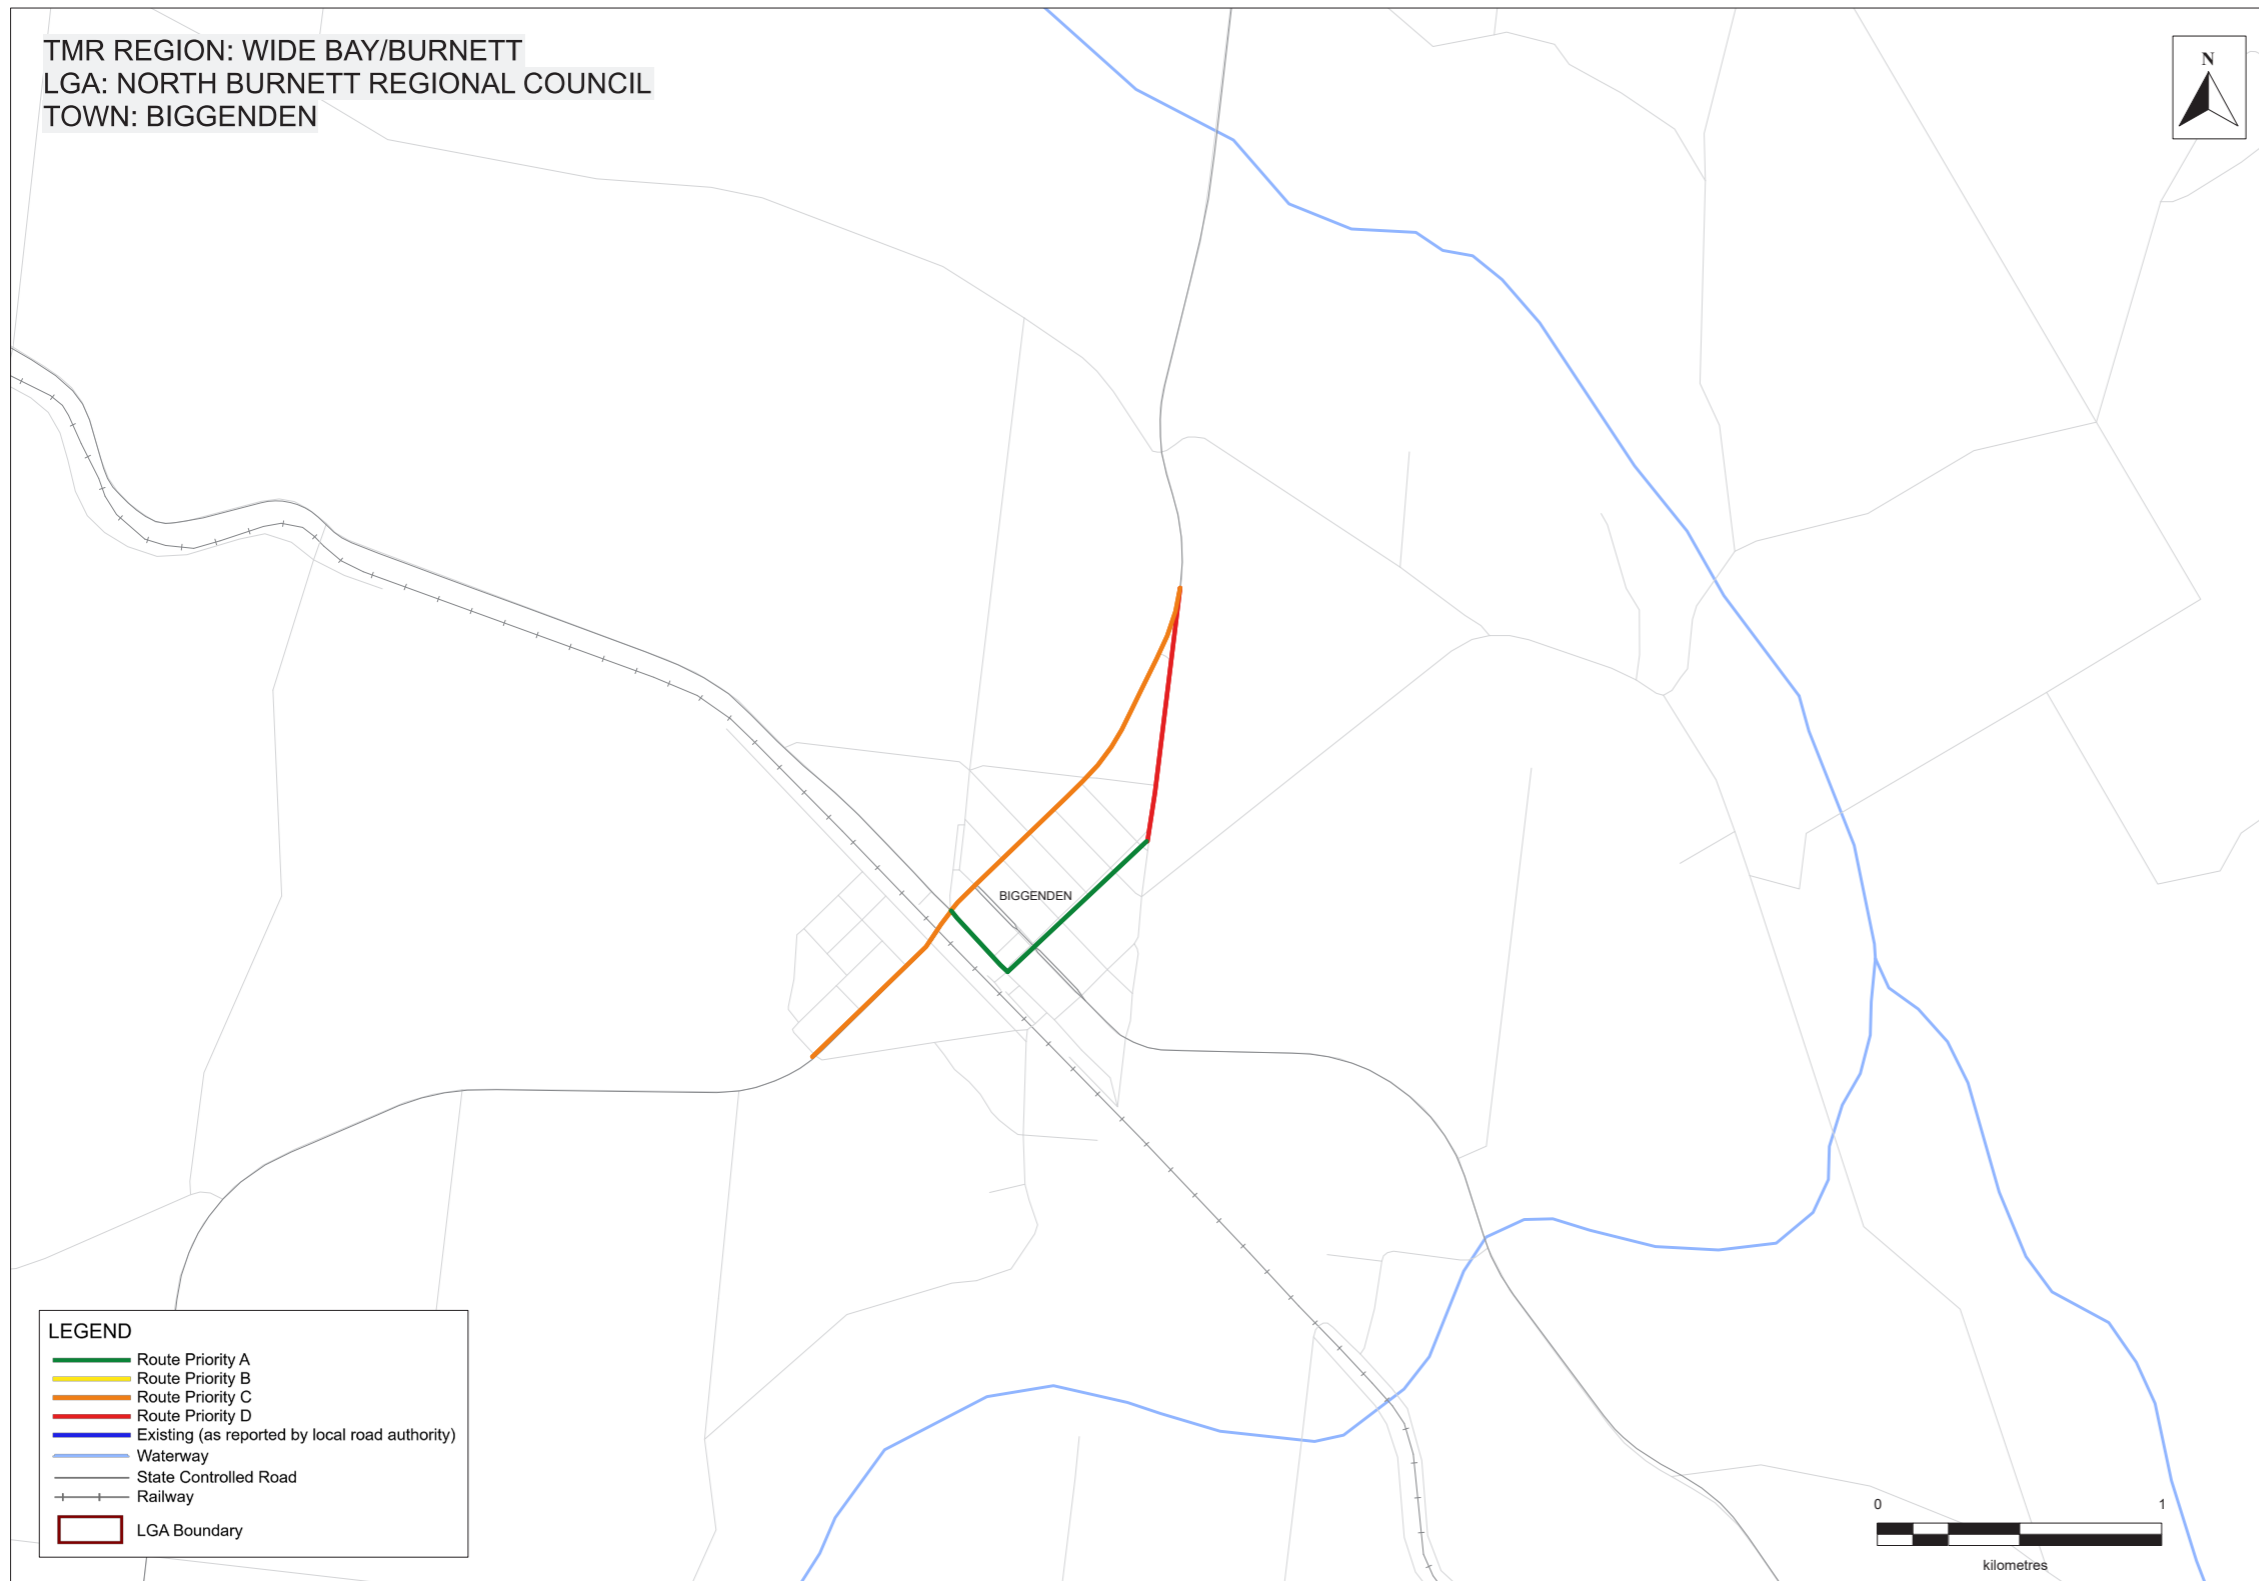 TMR REGION: WIDE BAY/BURNETT
LGA: NORTH BURNETT REGIONAL COUNCIL
TOWN: BIGGENDEN
N
BIGGENDEN
LEGEND
Route Priority A
Route Priority B
Route Priority C
Route Priority D
Existing (as reported by local road authority)
Waterway
State Controlled Road
Railway
LGA Boundary
0 1
kilometres